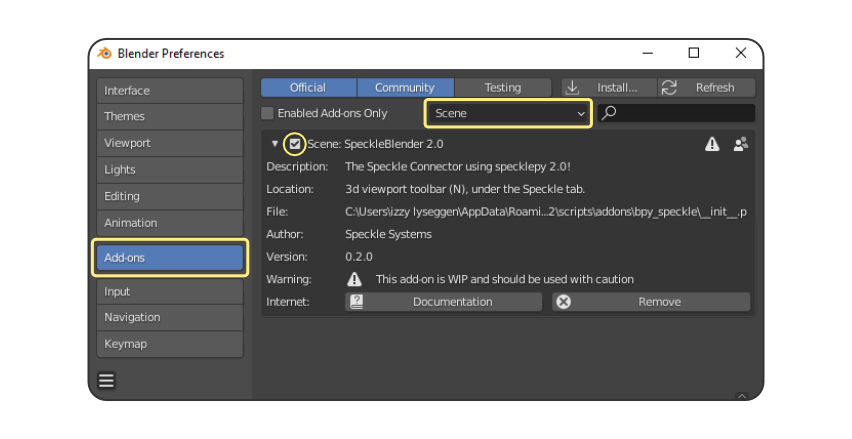 Blender Preferences
Interface
Themes
Viewport
Lights
Editing
Animation
Add-ons
Input
Navigation
Keymap
Official Community Testing Install... Refresh
Enabled Add-ons Only Scene
Scene: SpeckleBlender 2.0
Description: The Speckle Connector using specklepy 2.0!
Location: 3d viewport toolbar (N), under the Speckle tab.
File: C:\Users\izzy lyseggen\AppData\Roami...2\scripts\addons\bpy_speckle\__init__.p
Author: Speckle Systems
Version: 0.2.0
Warning: This add-on is WIP and should be used with caution
Internet: Documentation Remove